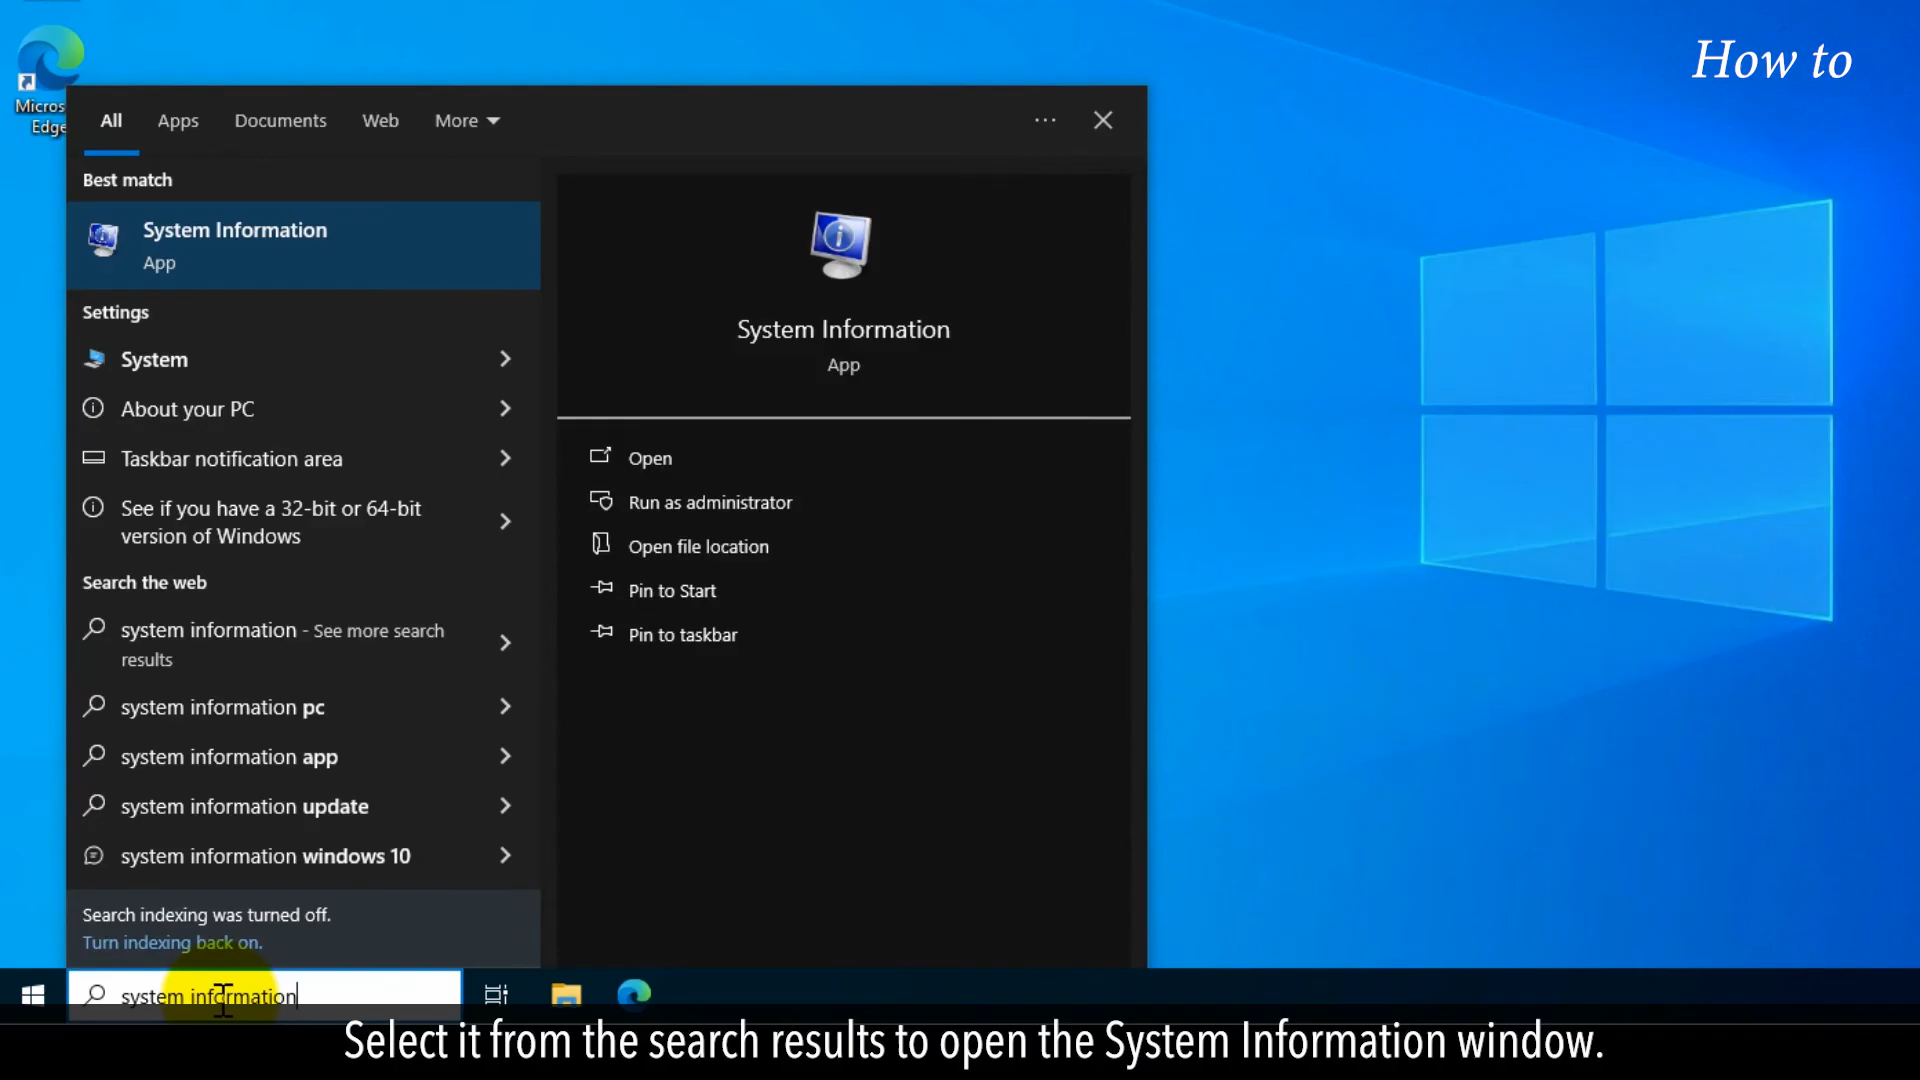 How to
Micros
Edge
All Apps Documents Web More
Best match
System Information
App
Settings
System
About your PC
Taskbar notification area
See if you have a 32-bit or 64-bit
version of Windows
Search the web
system information - See more search
results
system information pc
system information app
system information update
system information windows 10
Search indexing was turned off.
Turn indexing back on.
System Information
App
Open
Run as administrator
Open file location
Pin to Start
Pin to taskbar
system information
Select it from the search results to open the System Information window.